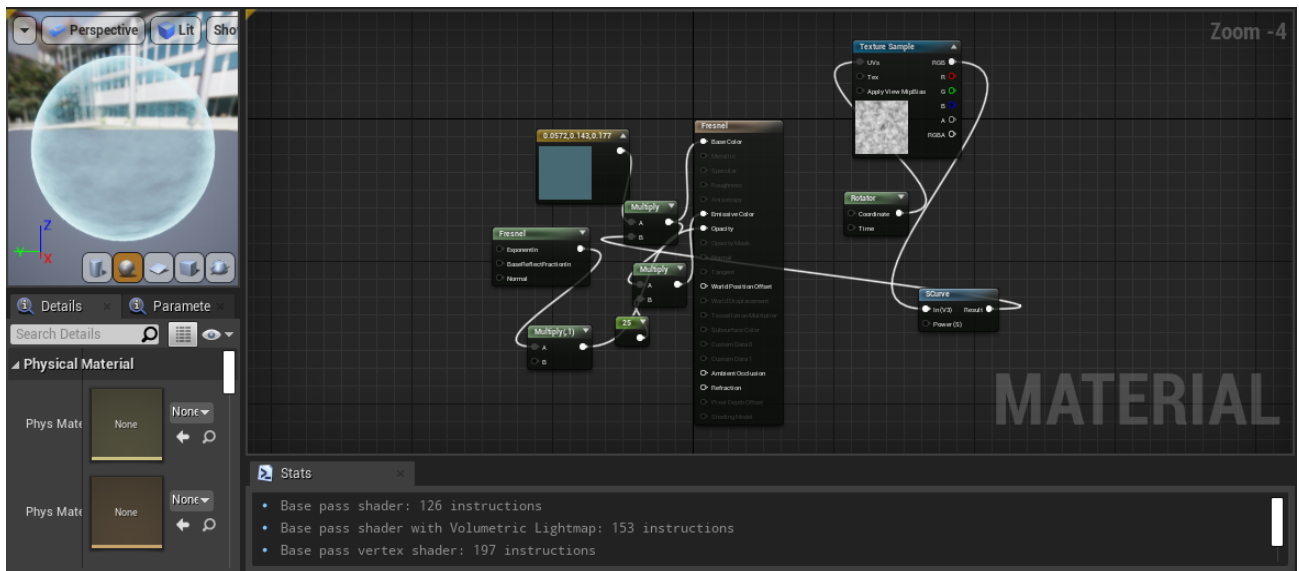 Perspective
Lit
Sho
Zoom -4
Z
Y
X
Details
Paramete
Search Details
Physical Material
Phys Mate
None
None
Phys Mate
None
None
Texture Sample
UVs
RGB
Tex
R
Apply View MipBias
G
B
A
RGBA
0.0572,0.143,0.177
Fresnel
Base Color
Metallic
Specular
Roughness
Anisotropy
Emissive Color
Opacity
Opacity Mask
Normal
Tangent
World Position Offset
World Displacement
Tessellation Multiplier
Subsurface Color
Custom Data 0
Custom Data 1
Ambient Occlusion
Refraction
Pixel Depth Offset
Shading Model
Multiply
A
B
Fresnel
ExponentIn
BaseReflectFractionIn
Normal
Multiply
A
B
25
Multiply(,1)
A
B
Rotator
Coordinate
Time
SCurve
In (V3)
Result
Power (S)
MATERIAL
Stats
Base pass shader: 126 instructions
Base pass shader with Volumetric Lightmap: 153 instructions
Base pass vertex shader: 197 instructions